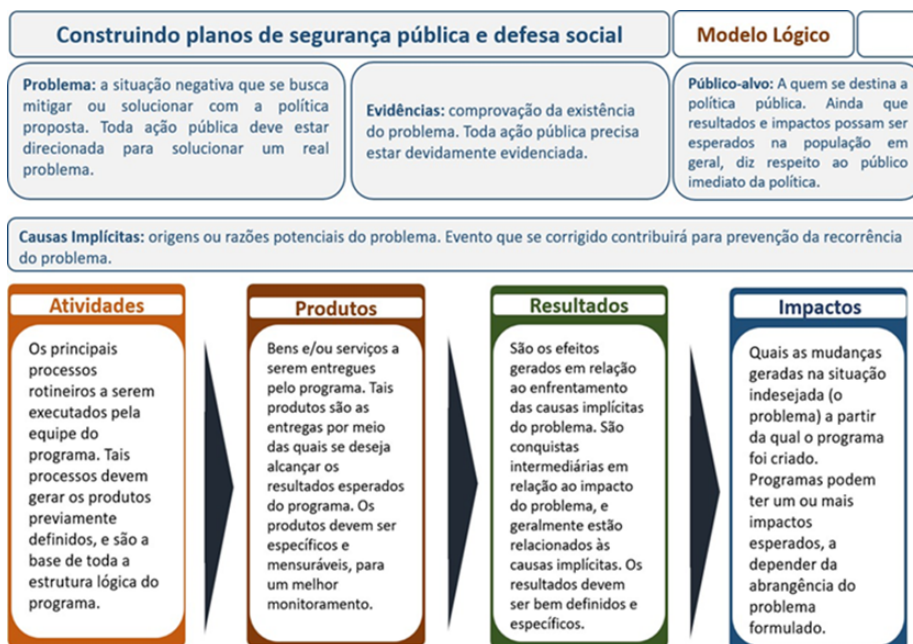 Construindo planos de segurança pública e defesa social
Modelo Lógico
Problema: a situação negativa que se busca
mitigar ou solucionar com a política
proposta. Toda ação pública deve estar
direcionada para solucionar um real
problema.
Evidências: comprovação da existência
do problema. Toda ação pública precisa
estar devidamente evidenciada.
Público-alvo: A quem se destina a
política pública. Ainda que
resultados e impactos possam ser
esperados na população em
geral, diz respeito ao público
imediato da política.
Causas Implícitas: origens ou razões potenciais do problema. Evento que se corrigido contribuirá para prevenção da recorrência
do problema.
Atividades
Os principais
processos
rotineiros a serem
executados pela
equipe do
programa. Tais
processos devem
gerar os produtos
previamente
definidos, e são a
base de toda a
estrutura lógica do
programa.
Produtos
Bens e/ou serviços a
serem entregues
pelo programa. Tais
produtos são as
entregas por meio
das quais se deseja
alcançar os
resultados esperados
do programa. Os
produtos devem ser
específicos e
mensuráveis, para
um melhor
monitoramento.
Resultados
São os efeitos
gerados em relação
ao enfrentamento
das causas implícitas
do problema. São
conquistas
intermediárias em
relação ao impacto
do problema, e
geralmente estão
relacionados às
causas implícitas. Os
resultados devem
ser bem definidos e
específicos.
Impactos
Quais as mudanças
geradas na situação
indesejada (o
problema) a partir
da qual o programa
foi criado.
Programas podem
ter um ou mais
impactos
esperados, a
depender da
abrangência do
problema
formulado.